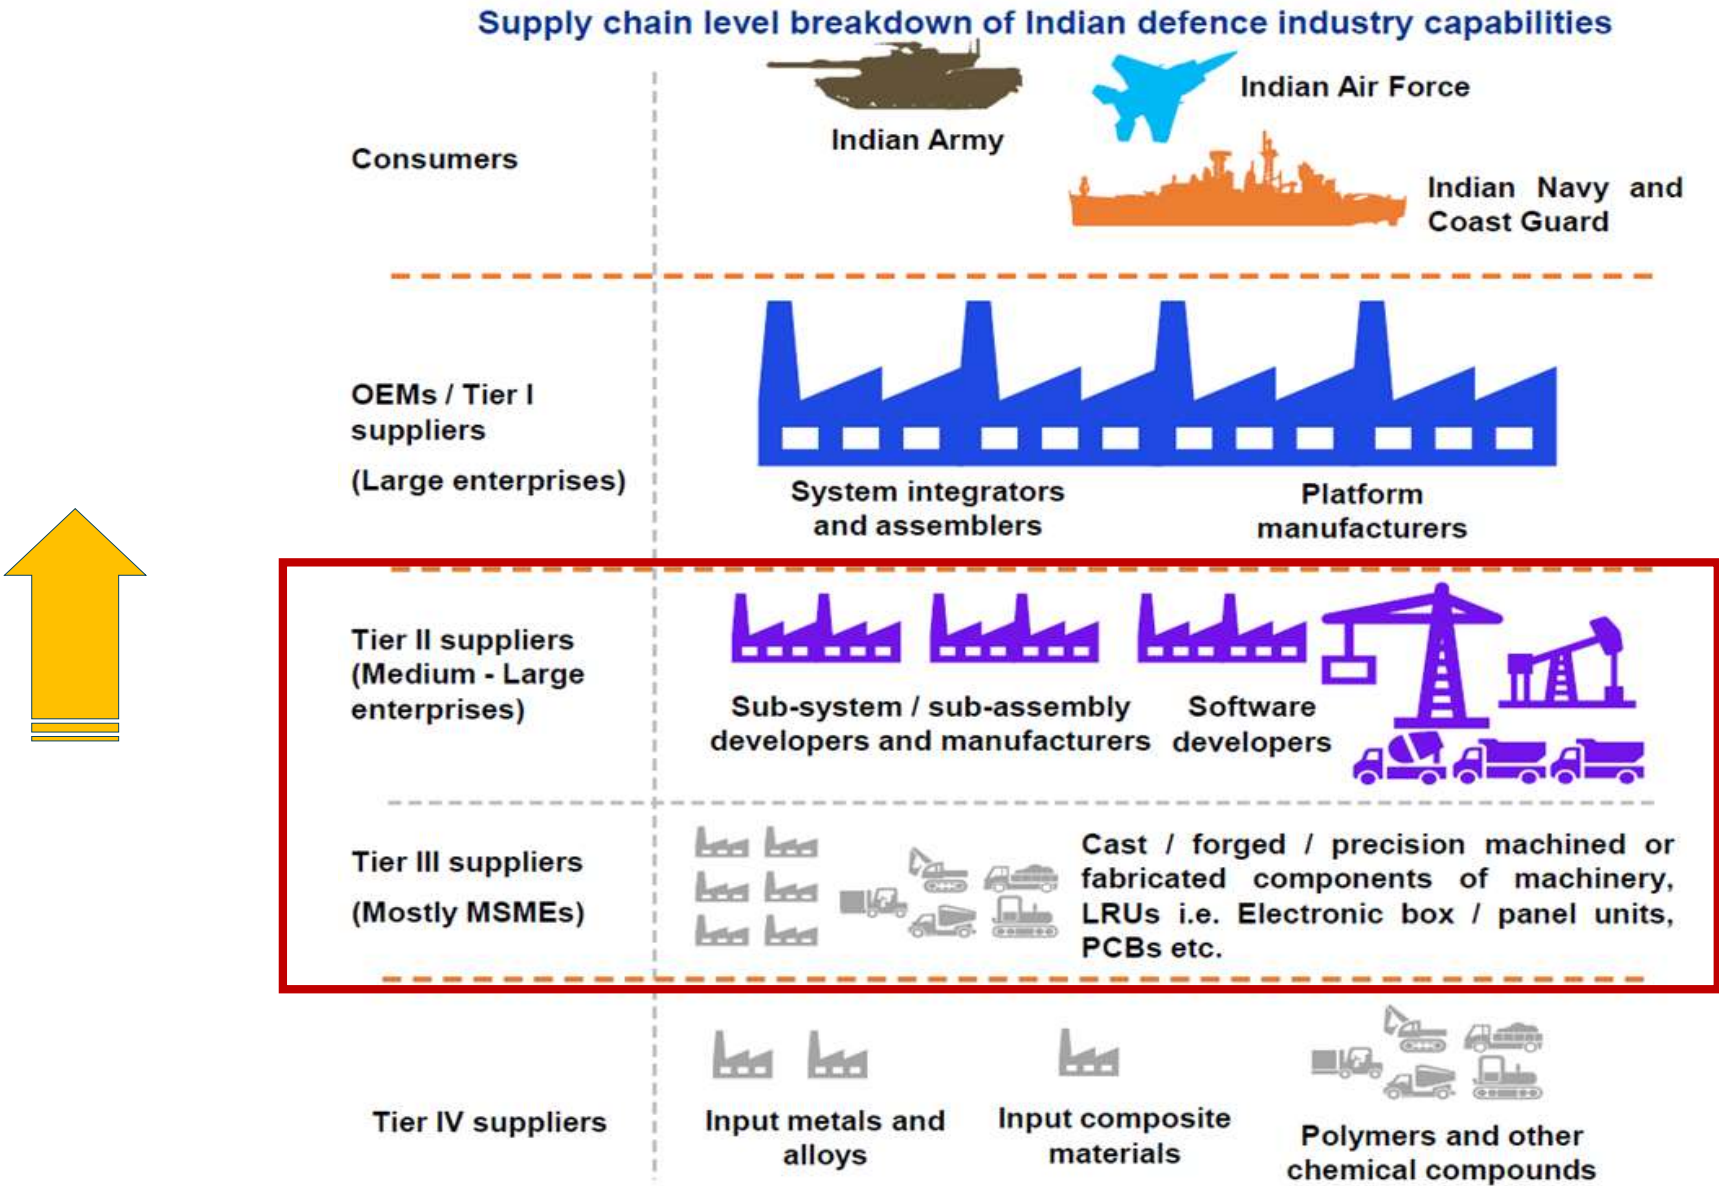 Supply chain level breakdown of Indian defence industry capabilities
Consumers
Indian Army
Indian Air Force
Indian Navy and
Coast Guard
OEMs / Tier I
suppliers
(Large enterprises)
System integrators
and assemblers
Platform
manufacturers
Tier II suppliers
(Medium - Large
enterprises)
Sub-system / sub-assembly
developers and manufacturers
Software
developers
Tier III suppliers
(Mostly MSMEs)
Cast / forged / precision machined or
fabricated components of machinery,
LRUs i.e. Electronic box / panel units,
PCBs etc.
Tier IV suppliers
Input metals and
alloys
Input composite
materials
Polymers and other
chemical compounds